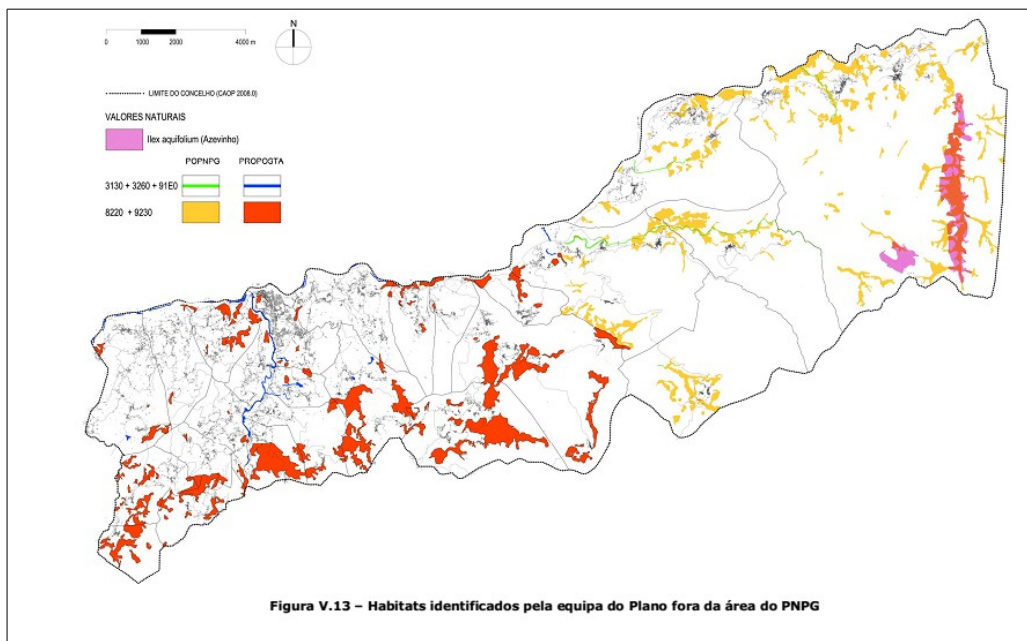 N
0 1000 2000 4000 m
LIMITE DO CONCELHO (CAOP 2008.0)
VALORES NATURAIS
Ilex aquifolium (Azevinho)
POPNPG PROPOGTA
3130 + 3260 + 91E0
8220 + 9230
Figura V.13 – Habitats identificados pela equipa do Plano fora da área do PNPG